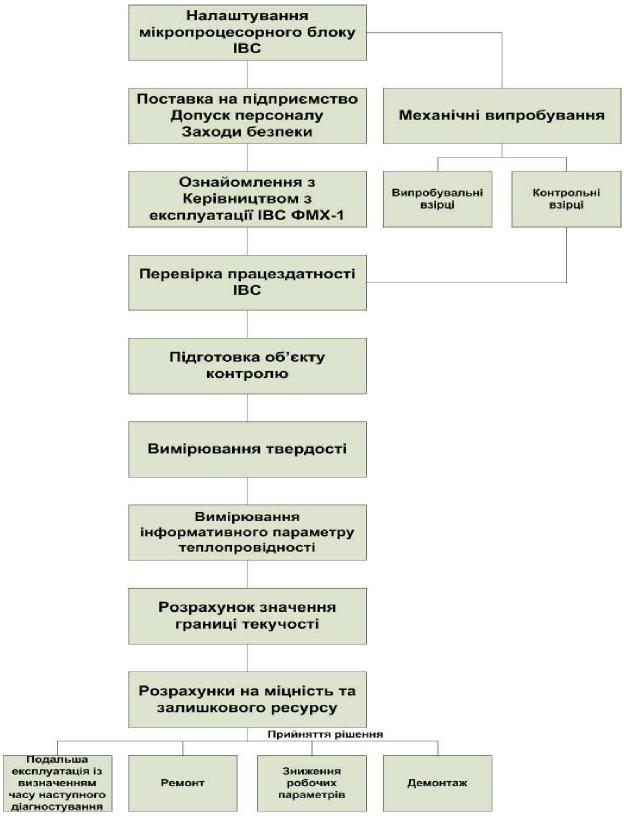 Налаштування
мікропроцесорного блоку
ІВС
Поставка на підприємство
Допуск персоналу
Заходи безпеки
Механічні випробування
Ознайомлення з
Керівництвом з
експлуатації ІВС ФМХ-1
Випробувальні
взірці
Контрольні
взірці
Перевірка працездатності
ІВС
Підготовка об’єкту
контролю
Вимірювання твердості
Вимірювання
інформативного параметру
теплопровідності
Розрахунок значення
границі текучості
Розрахунки на міцність та
залишкового ресурсу
Прийняття рішення
Подальша
експлуатація із
визначенням
часу наступного
діагностування
Ремонт
Зниження
робочих
параметрів
Демонтаж